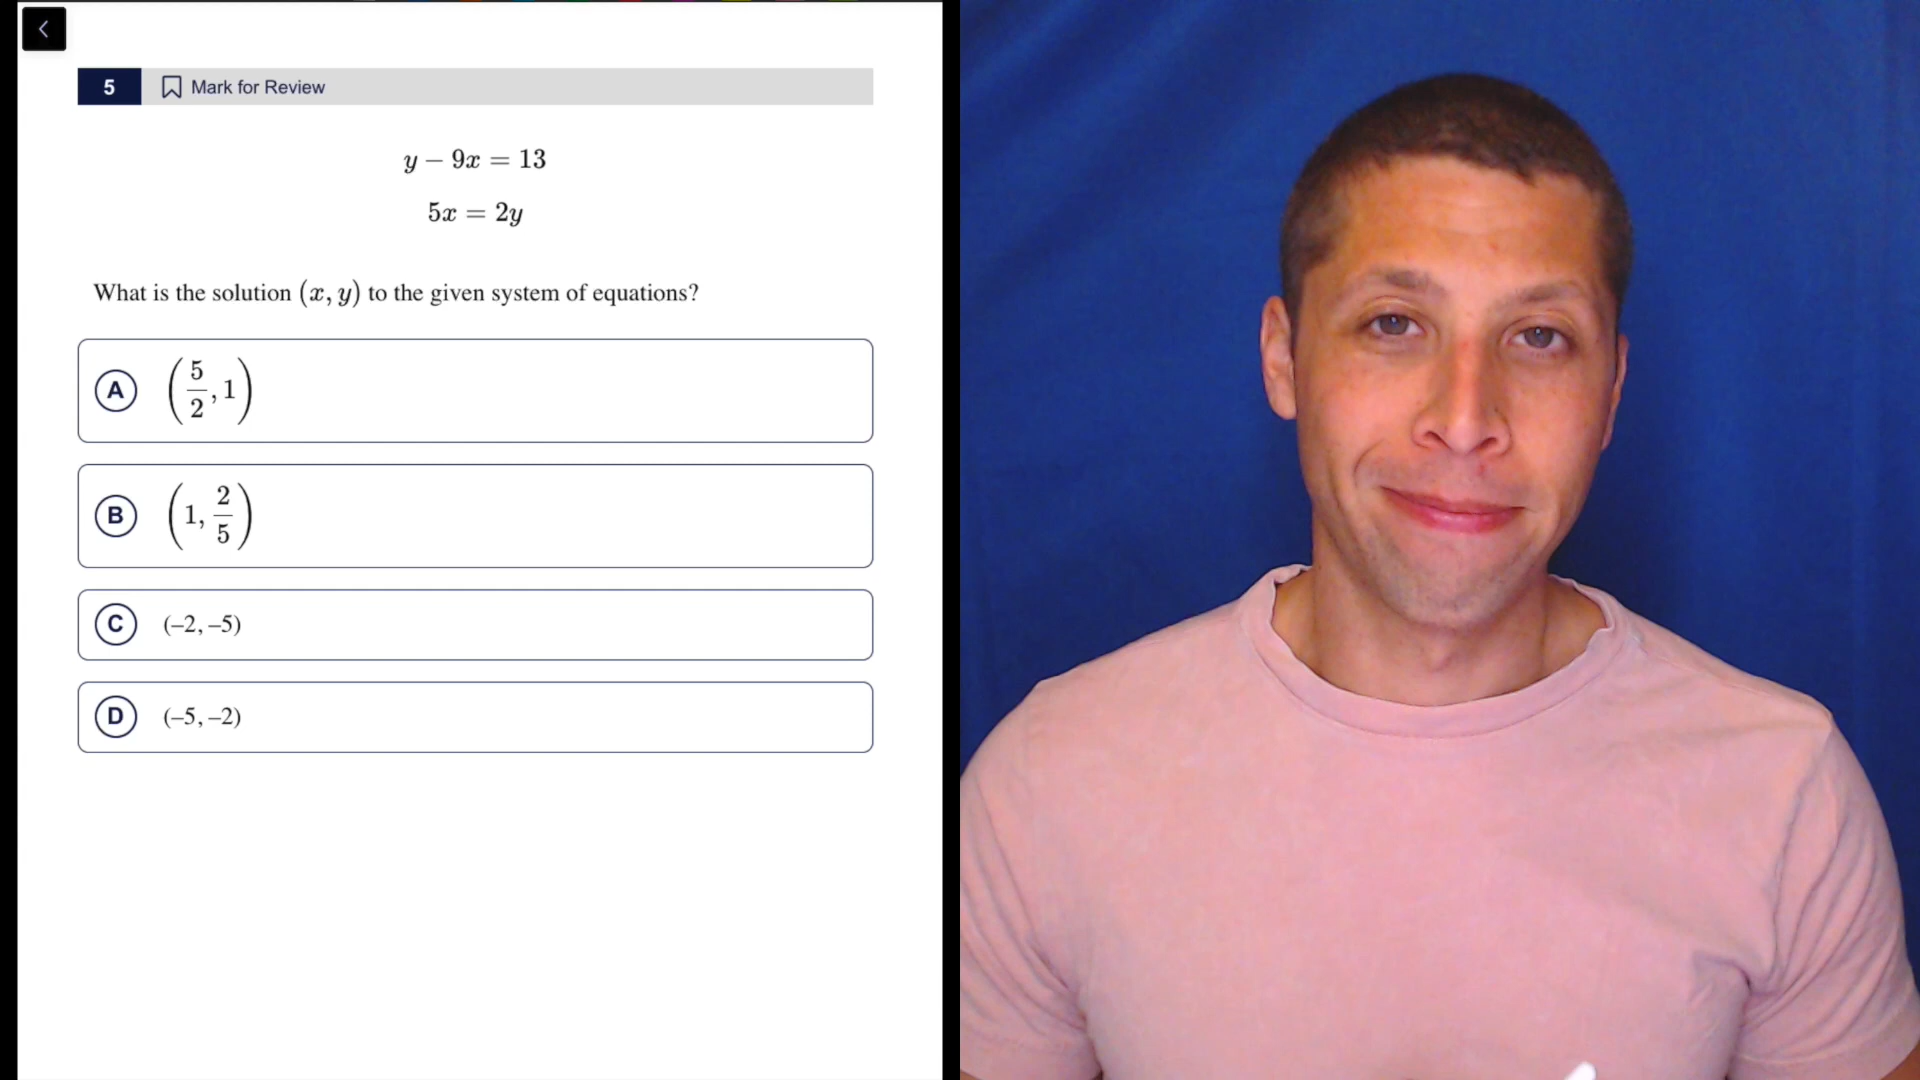 5 Mark for Review
y − 9x = 13
5x = 2y
What is the solution (x, y) to the given system of equations?
A (5/2, 1)
B (1, 2/5)
C (–2, –5)
D (–5, –2)